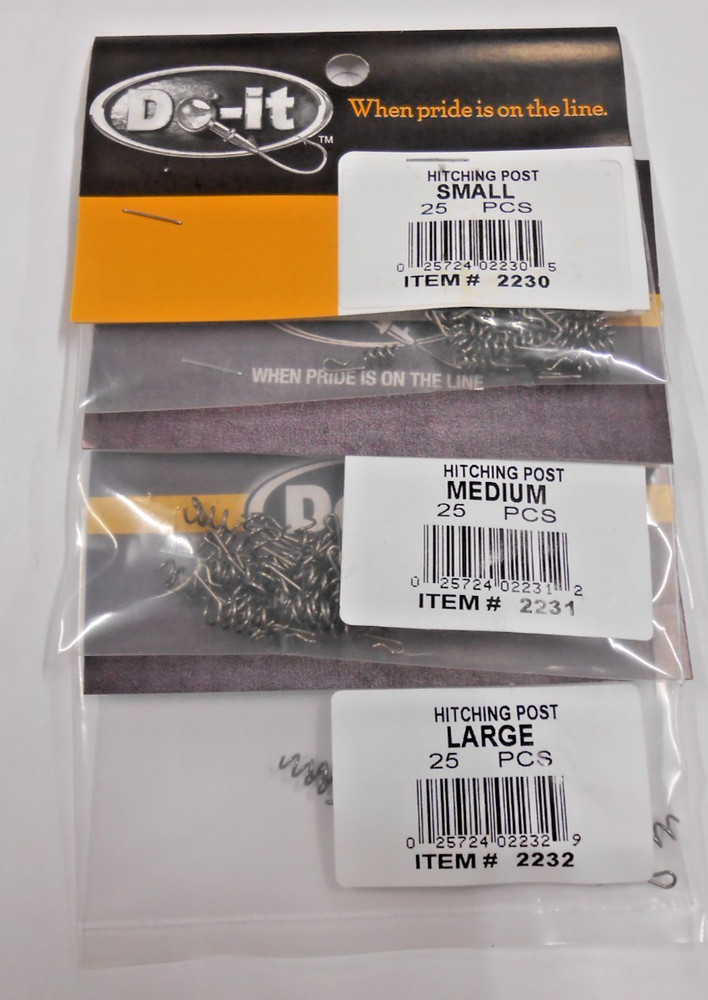 Do-it™
When pride is on the line.
HITCHING POST
SMALL
25 PCS
0 25724 02230 5
ITEM # 2230
WHEN PRIDE IS ON THE LINE
HITCHING POST
MEDIUM
25 PCS
0 25724 02231 2
ITEM # 2231
HITCHING POST
LARGE
25 PCS
0 25724 02232 9
ITEM # 2232